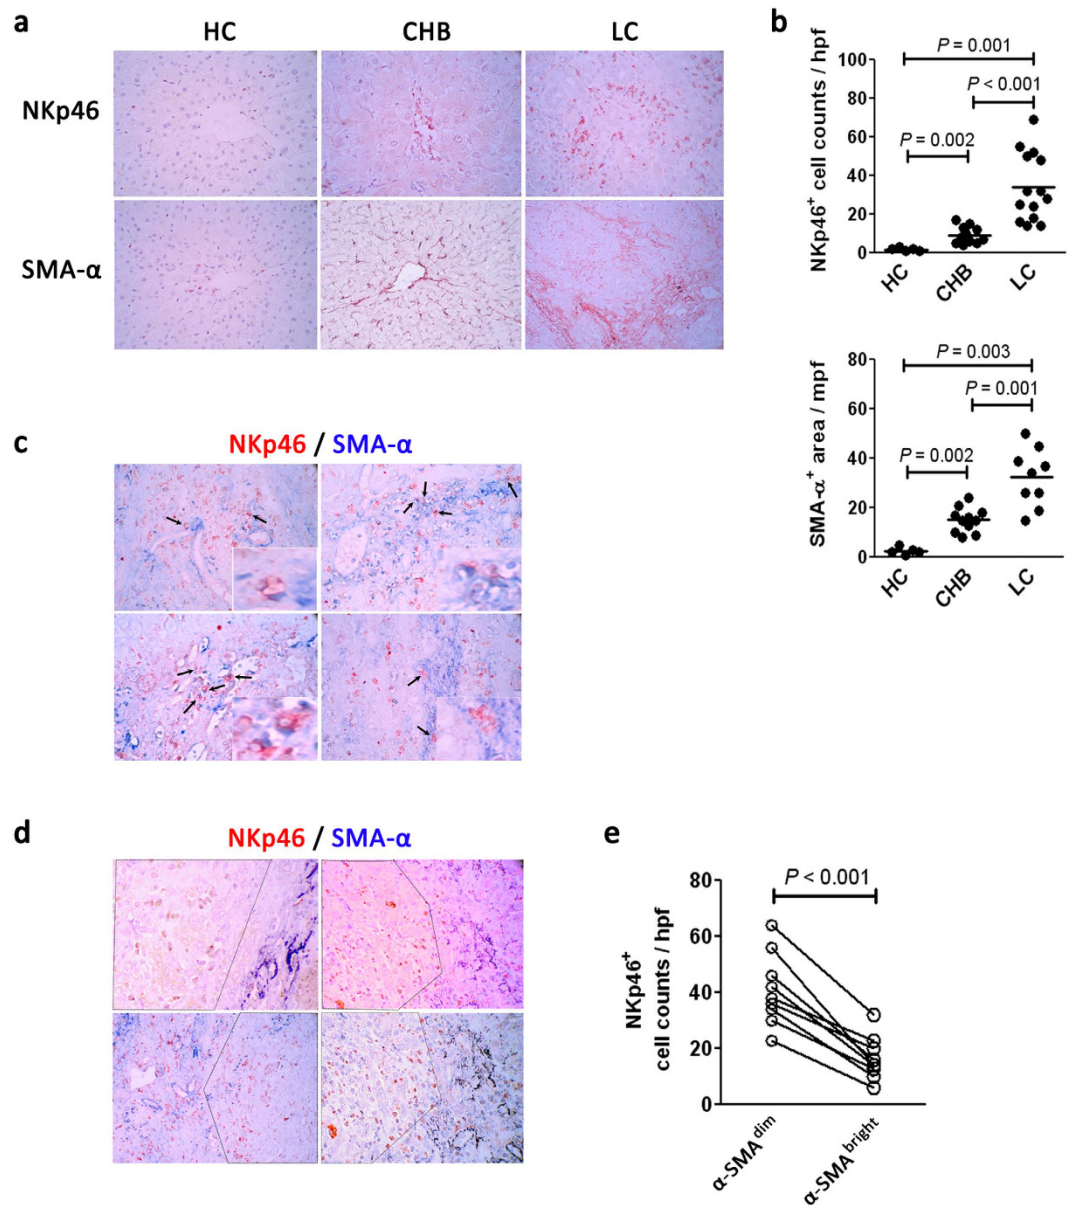 a
HC CHB LC
NKp46
SMA-α
b
NKp46⁺ cell counts / hpf
100
80
60
40
20
0
P = 0.001
P < 0.001
P = 0.002
HC CHB LC
SMA-α⁺ area / mpf
80
60
40
20
0
P = 0.003
P = 0.001
P = 0.002
HC CHB LC
c
NKp46 / SMA-α
d
NKp46 / SMA-α
e
NKp46⁺
cell counts / hpf
80
60
40
20
0
P < 0.001
α-SMAᵈⁱᵐ α-SMAᵇʳⁱᵍʰᵗ